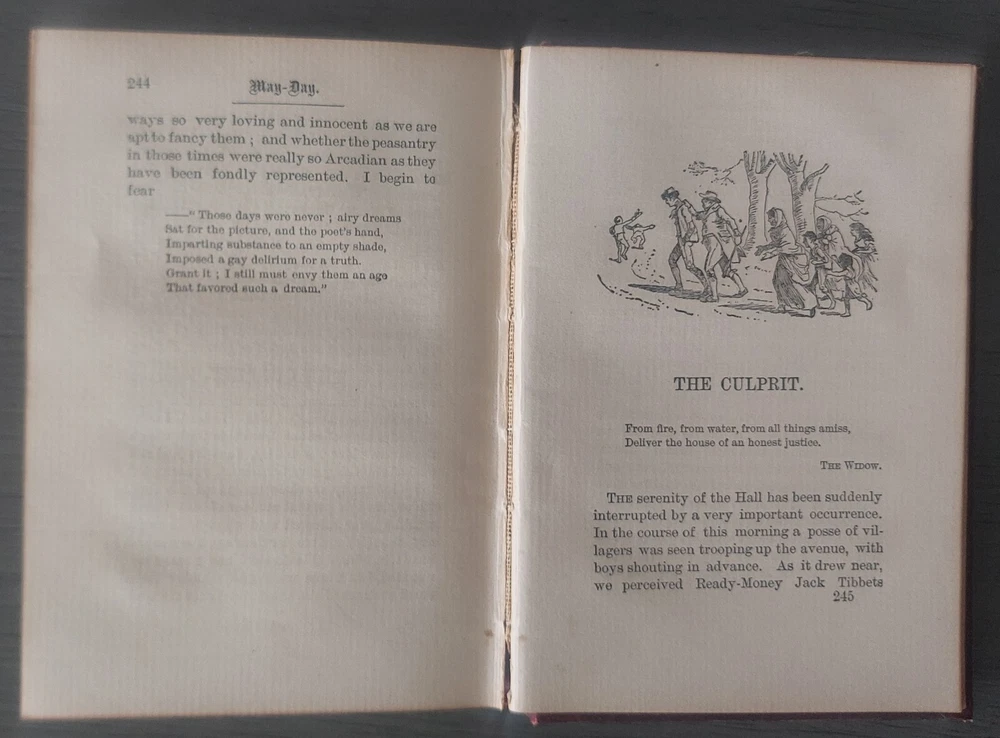 244
May-Day.
ways so very loving and innocent as we are
apt to fancy them ; and whether the peasantry
in those times were really so Arcadian as they
have been fondly represented. I begin to
fear
——" Those days were never ; airy dreams
Sat for the picture, and the poet's hand,
Imparting substance to an empty shade,
Imposed a gay delirium for a truth.
Grant it ; I still must envy them an age
That favored such a dream."
THE CULPRIT.
From fire, from water, from all things amiss,
Deliver the house of an honest justice.
THE WIDOW.
THE serenity of the Hall has been suddenly
interrupted by a very important occurrence.
In the course of this morning a posse of vil-
lagers was seen trooping up the avenue, with
boys shouting in advance. As it drew near,
we perceived Ready-Money Jack Tibbets
245